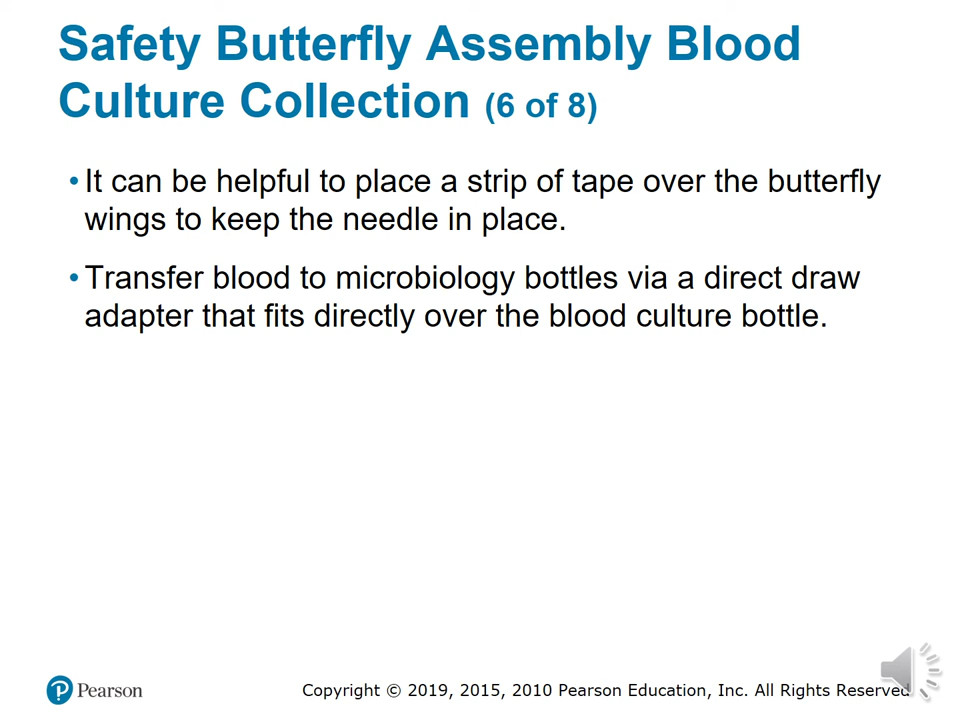 Safety Butterfly Assembly Blood
Culture Collection (6 of 8)
• It can be helpful to place a strip of tape over the butterfly
wings to keep the needle in place.
• Transfer blood to microbiology bottles via a direct draw
adapter that fits directly over the blood culture bottle.
Pearson
Copyright © 2019, 2015, 2010 Pearson Education, Inc. All Rights Reserved